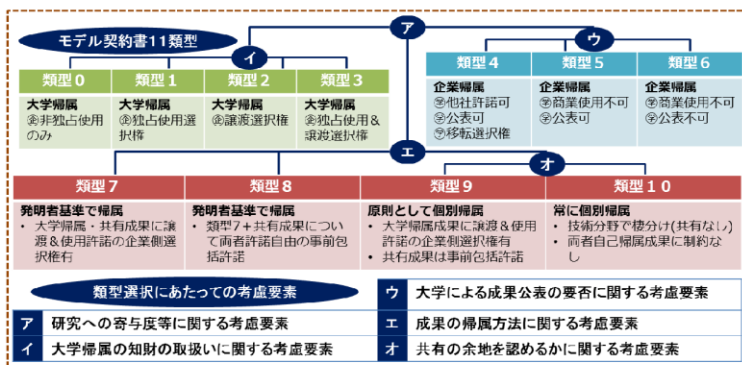 モデル契約書11類型
ア
イ
ウ
類型0
類型1
類型2
類型3
大学帰属
㊭非独占使用
のみ
大学帰属
㊭独占使用選
択権
大学帰属
㊭譲渡選択権
大学帰属
㊭独占使用&
譲渡選択権
類型4
類型5
類型6
企業帰属
他社許諾可
公表可
移転選択権
企業帰属
商業使用不可
公表可
企業帰属
商業使用不可
公表不可
エ
オ
類型7
類型8
類型9
類型10
発明者基準で帰属
• 大学帰属・共有成果に譲
渡&使用許諾の企業側選
択権有
発明者基準で帰属
• 類型7+共有成果につい
て両者許諾自由の事前包
括許諾
原則として個別帰属
• 大学帰属成果に譲渡&使用
許諾の企業側選択権有
• 共有成果は事前包括許諾
常に個別帰属
• 技術分野で棲分け(共有なし)
• 両者自己帰属成果に制約な
し
類型選択にあたっての考慮要素
ア 研究への寄与度等に関する考慮要素
イ 大学帰属の知財の取扱いに関する考慮要素
ウ 大学による成果公表の要否に関する考慮要素
エ 成果の帰属方法に関する考慮要素
オ 共有の余地を認めるかに関する考慮要素